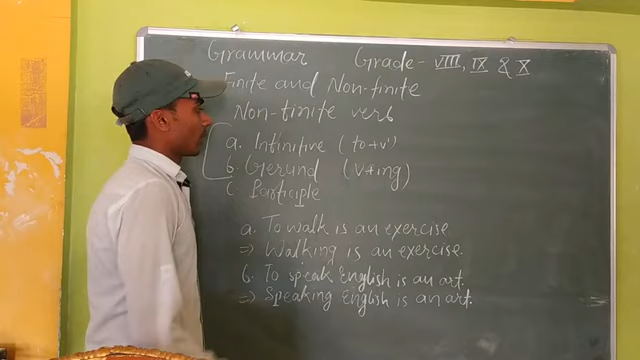 Grammar Grade - VIII, IX & X
Finite and Non-finite
Non-finite verb
a. Infinitive (to+v¹)
b. Gerund (v+ing)
c. Participle
a. To walk is an exercise
⇒ Walking is an exercise.
b. To speak English is an art.
⇒ Speaking English is an art.